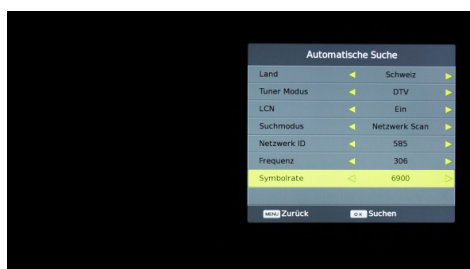 Automatische Suche
Land Schweiz
Tuner Modus DTV
LCN Ein
Suchmodus Netzwerk Scan
Netzwerk ID 585
Frequenz 306
Symbolrate 6900
MENU Zurück OK Suchen